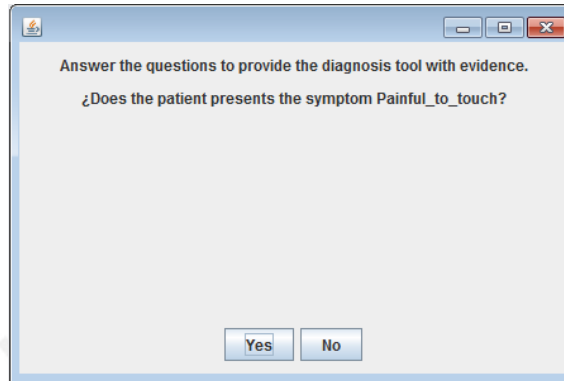 Answer the questions to provide the diagnosis tool with evidence.
¿Does the patient presents the symptom Painful_to_touch?
Yes
No